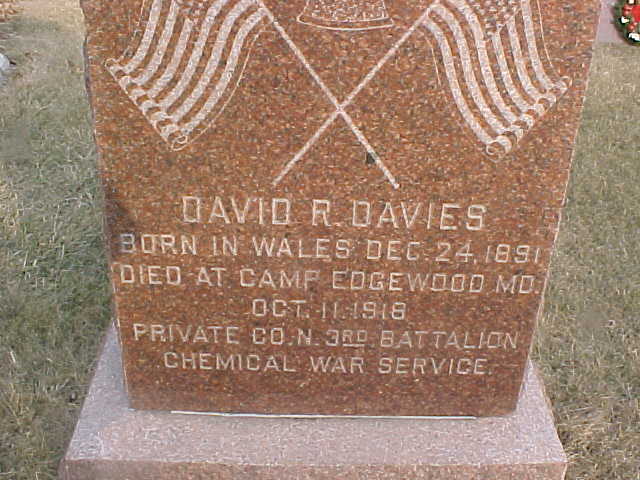 DAVID R. DAVIES
BORN IN WALES DEC. 24, 1891
DIED AT CAMP EDGEWOOD MD.
OCT. 11. 1918
PRIVATE CO. N. 3RD. BATTALION
CHEMICAL WAR SERVICE.